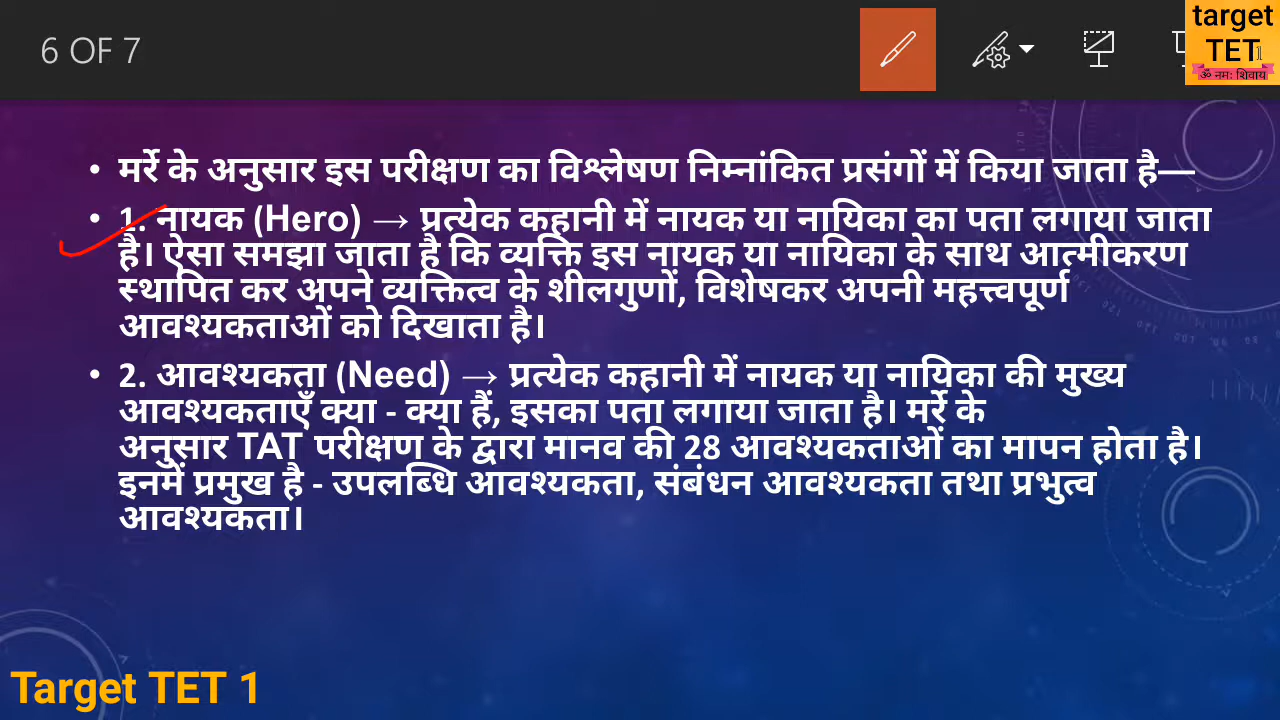 6 OF 7
target
TET1
ॐ नमः शिवाय
• मर्रे के अनुसार इस परीक्षण का विश्लेषण निम्नांकित प्रसंगों में किया जाता है—
• 1. नायक (Hero) → प्रत्येक कहानी में नायक या नायिका का पता लगाया जाता
है। ऐसा समझा जाता है कि व्यक्ति इस नायक या नायिका के साथ आत्मीकरण
स्थापित कर अपने व्यक्तित्व के शीलगुणों, विशेषकर अपनी महत्त्वपूर्ण
आवश्यकताओं को दिखाता है।
• 2. आवश्यकता (Need) → प्रत्येक कहानी में नायक या नायिका की मुख्य
आवश्यकताएँ क्या - क्या हैं, इसका पता लगाया जाता है। मर्रे के
अनुसार TAT परीक्षण के द्वारा मानव की 28 आवश्यकताओं का मापन होता है।
इनमें प्रमुख है - उपलब्धि आवश्यकता, संबंधन आवश्यकता तथा प्रभुत्व
आवश्यकता।
Target TET 1